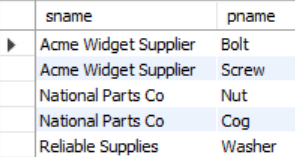 sname pname
Acme Widget Supplier Bolt
Acme Widget Supplier Screw
National Parts Co Nut
National Parts Co Cog
Reliable Supplies Washer